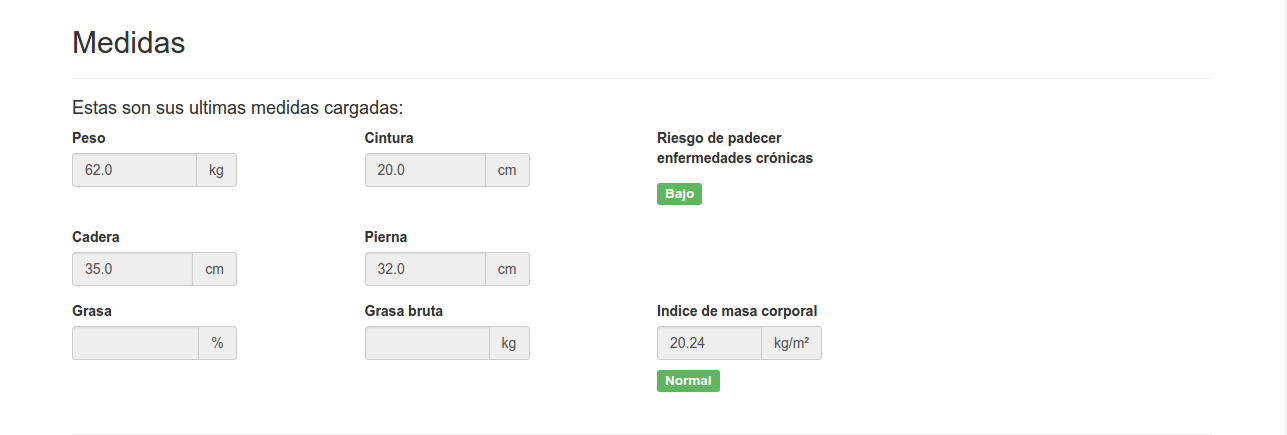 Medidas
Estas son sus ultimas medidas cargadas:
Peso
62.0 kg
Cintura
20.0 cm
Riesgo de padecer
enfermedades crónicas
Bajo
Cadera
35.0 cm
Pierna
32.0 cm
Grasa
%
Grasa bruta
kg
Indice de masa corporal
20.24 kg/m²
Normal